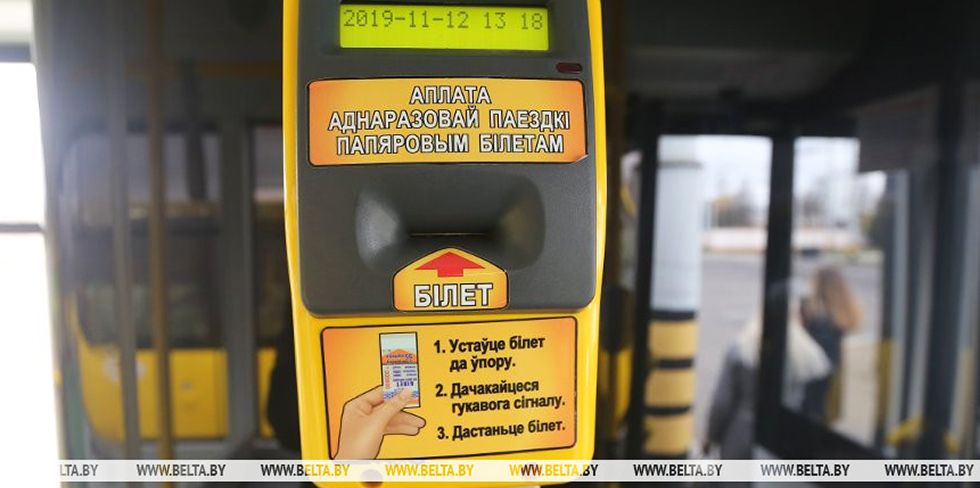 2019-11-12 13 18
АПЛАТА
АДНАРАЗОВАЙ ПАЕЗДКІ
ПАПЯРОВЫМ БІЛЕТАМ
БІЛЕТ
1. Устаўце білет
да ўпору.
2. Дачакайцеся
гукавога сігналу.
3. Дастаньце білет.
LTA.BY WWW.BELTA.BY WWW.BELTA.BY WWW.BELTA.BY WWW.BELTA.BY WWW.BELTA.BY WWW.BELTA.BY WWW.BELTA.BY